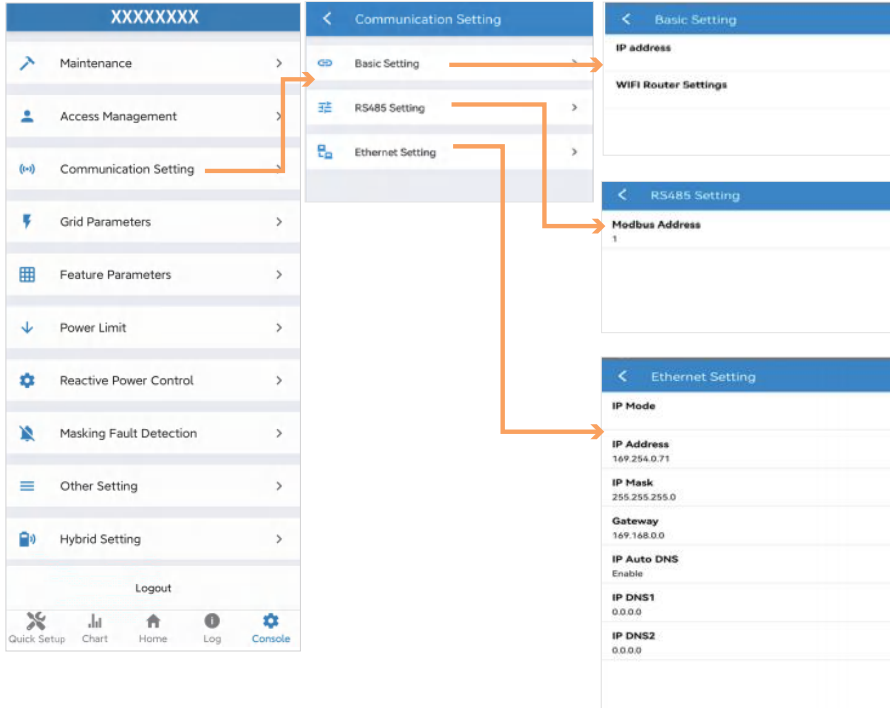 XXXXXXXX
Maintenance
Access Management
Communication Setting
Grid Parameters
Feature Parameters
Power Limit
Reactive Power Control
Masking Fault Detection
Other Setting
Hybrid Setting
Logout
Quick Setup
Chart
Home
Log
Console
Communication Setting
Basic Setting
RS485 Setting
Ethernet Setting
Basic Setting
IP address
WIFI Router Settings
RS485 Setting
Modbus Address
1
Ethernet Setting
IP Mode
IP Address
169.254.0.71
IP Mask
255.255.255.0
Gateway
169.168.0.0
IP Auto DNS
Enable
IP DNS1
0.0.0.0
IP DNS2
0.0.0.0